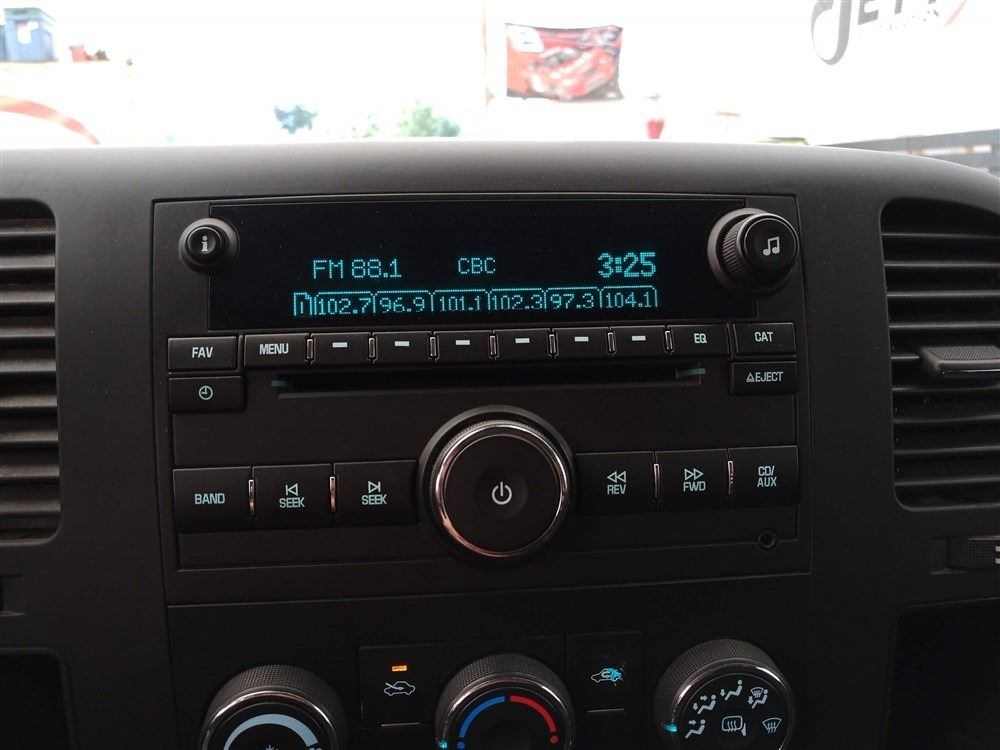 JETT
FM 88.1 CBC 3:25
102.7 96.9 101.1 102.3 97.3 104.1
FAV MENU EQ CAT
EJECT
BAND SEEK SEEK REV FWD CD/
AUX